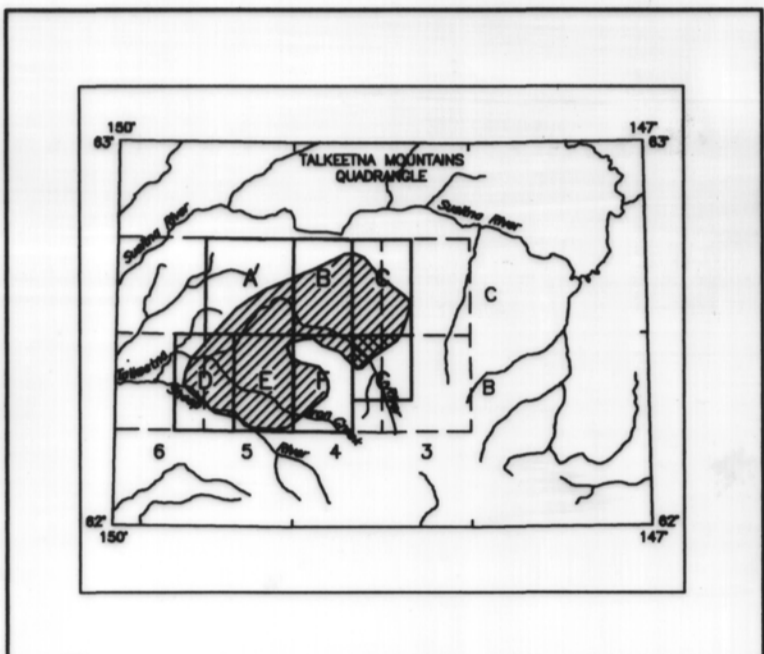 150° 147°
63° 63°
TALKEETNA MOUNTAINS
QUADRANGLE
Susitna River
Susitna River
A B C
C
Talkeetna
D E F G
B
River
6 5 4 3
62° 62°
150° 147°